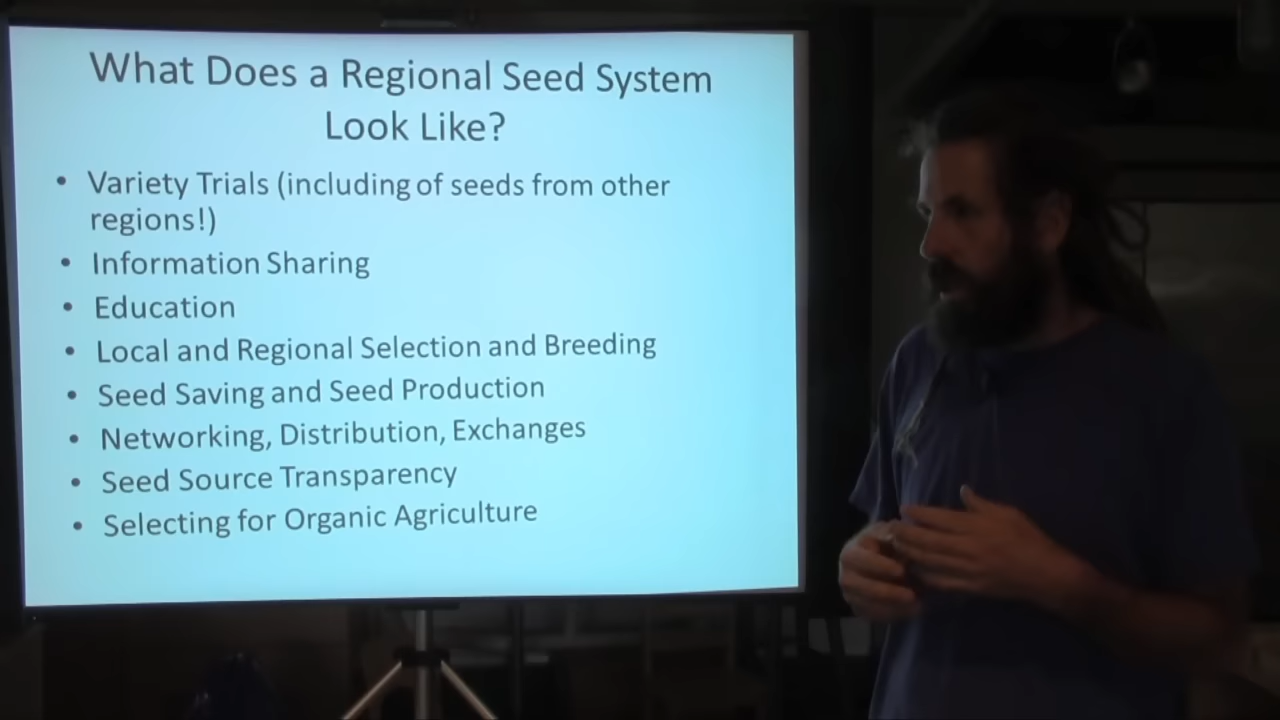 What Does a Regional Seed System
Look Like?
• Variety Trials (including of seeds from other
regions!)
• Information Sharing
• Education
• Local and Regional Selection and Breeding
• Seed Saving and Seed Production
• Networking, Distribution, Exchanges
• Seed Source Transparency
• Selecting for Organic Agriculture